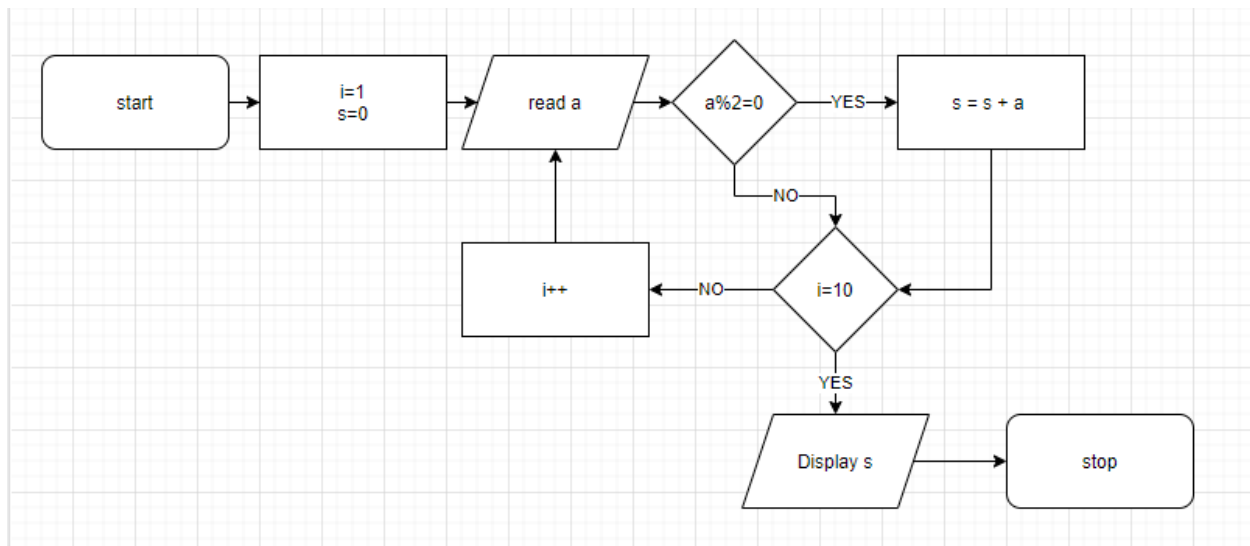 start
i=1
s=0
read a
a%2=0
YES
s = s + a
NO
i++
NO
i=10
YES
Display s
stop